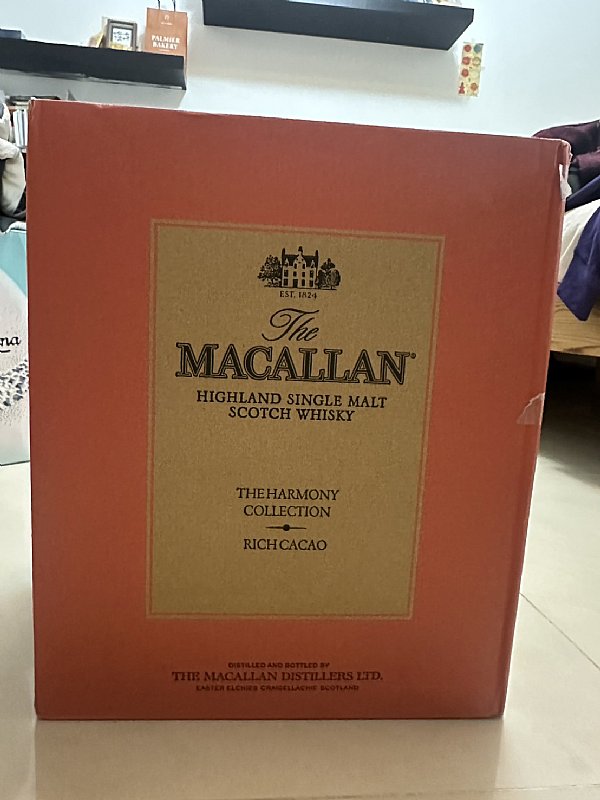 PALMIER
BAKERY
EST. 1824
The
MACALLAN
HIGHLAND SINGLE MALT
SCOTCH WHISKY
THE HARMONY
COLLECTION
RICH CACAO
DISTILLED AND BOTTLED BY
THE MACALLAN DISTILLERS LTD.
EASTER ELCHIES CRAIGELLACHIE SCOTLAND